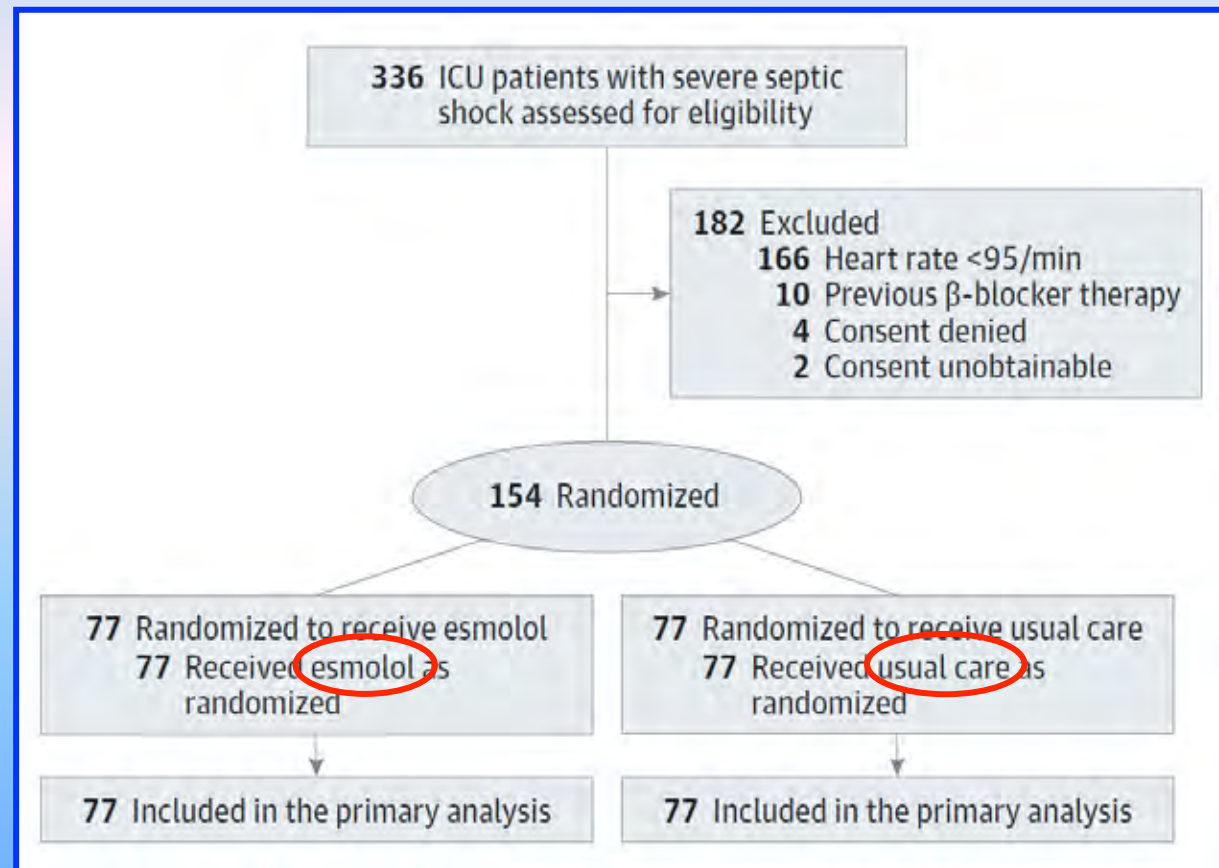 336 ICU patients with severe septic
shock assessed for eligibility
182 Excluded
166 Heart rate <95/min
10 Previous β-blocker therapy
4 Consent denied
2 Consent unobtainable
154 Randomized
77 Randomized to receive esmolol
77 Received esmolol as
randomized
77 Randomized to receive usual care
77 Received usual care as
randomized
77 Included in the primary analysis
77 Included in the primary analysis